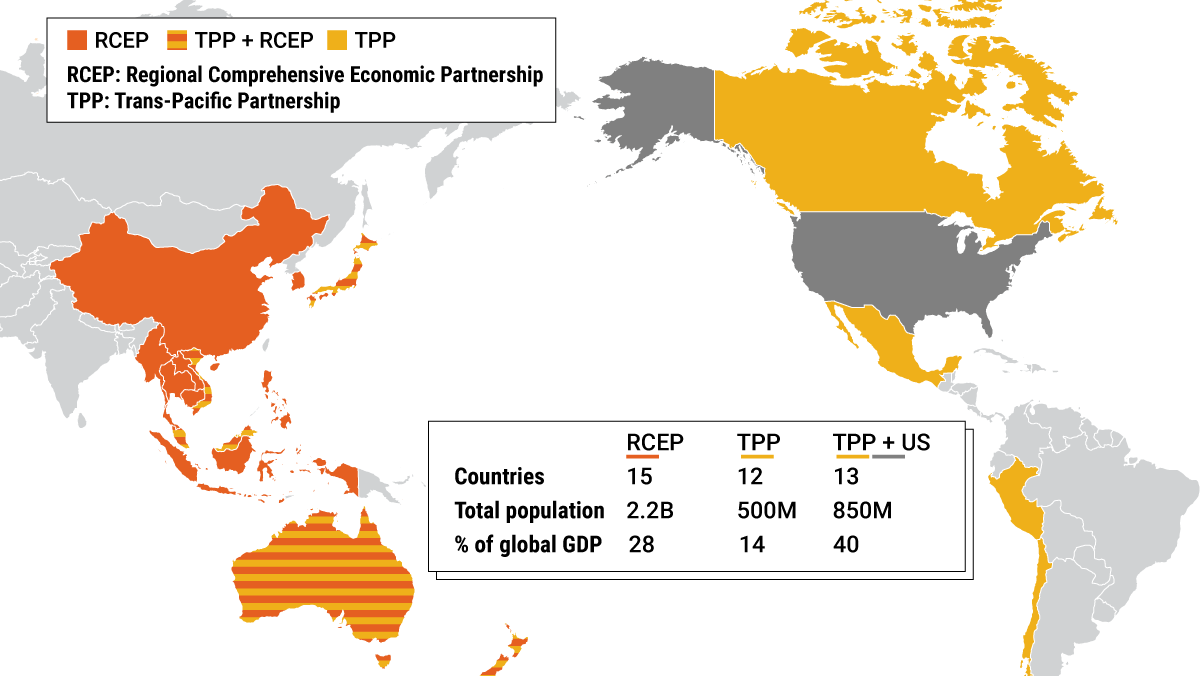 RCEP TPP + RCEP TPP
RCEP: Regional Comprehensive Economic Partnership
TPP: Trans-Pacific Partnership
RCEP TPP TPP + US
Countries 15 12 13
Total population 2.2B 500M 850M
% of global GDP 28 14 40